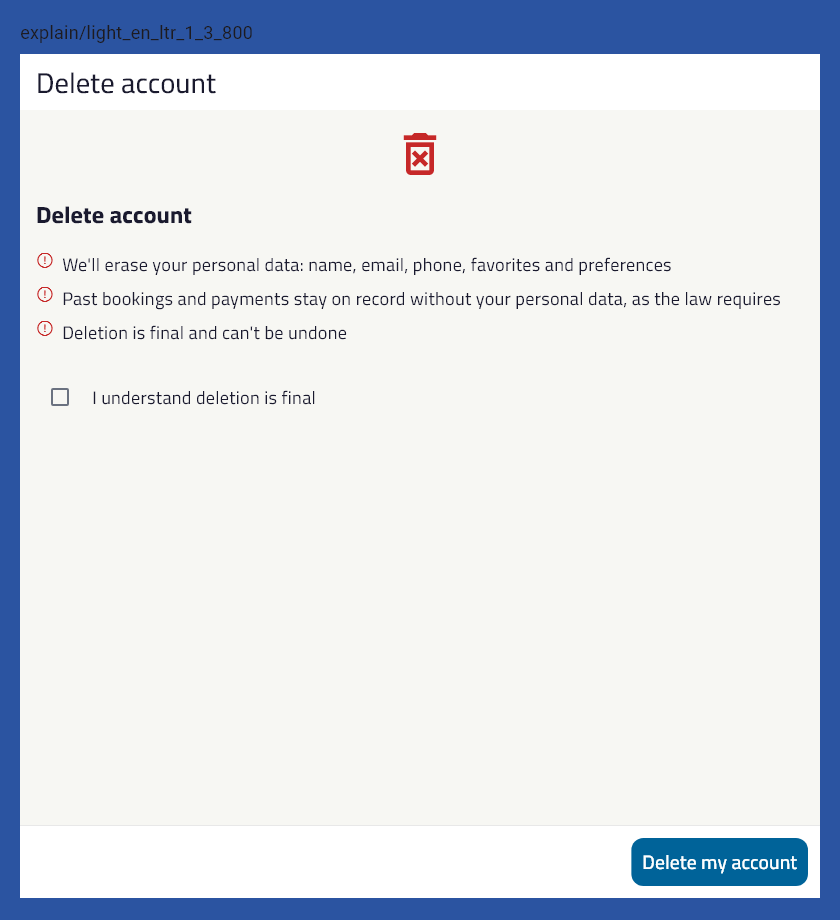 explain/light_en_ltr_1_3_800
Delete account
Delete account
We'll erase your personal data: name, email, phone, favorites and preferences
Past bookings and payments stay on record without your personal data, as the law requires
Deletion is final and can't be undone
I understand deletion is final
Delete my account